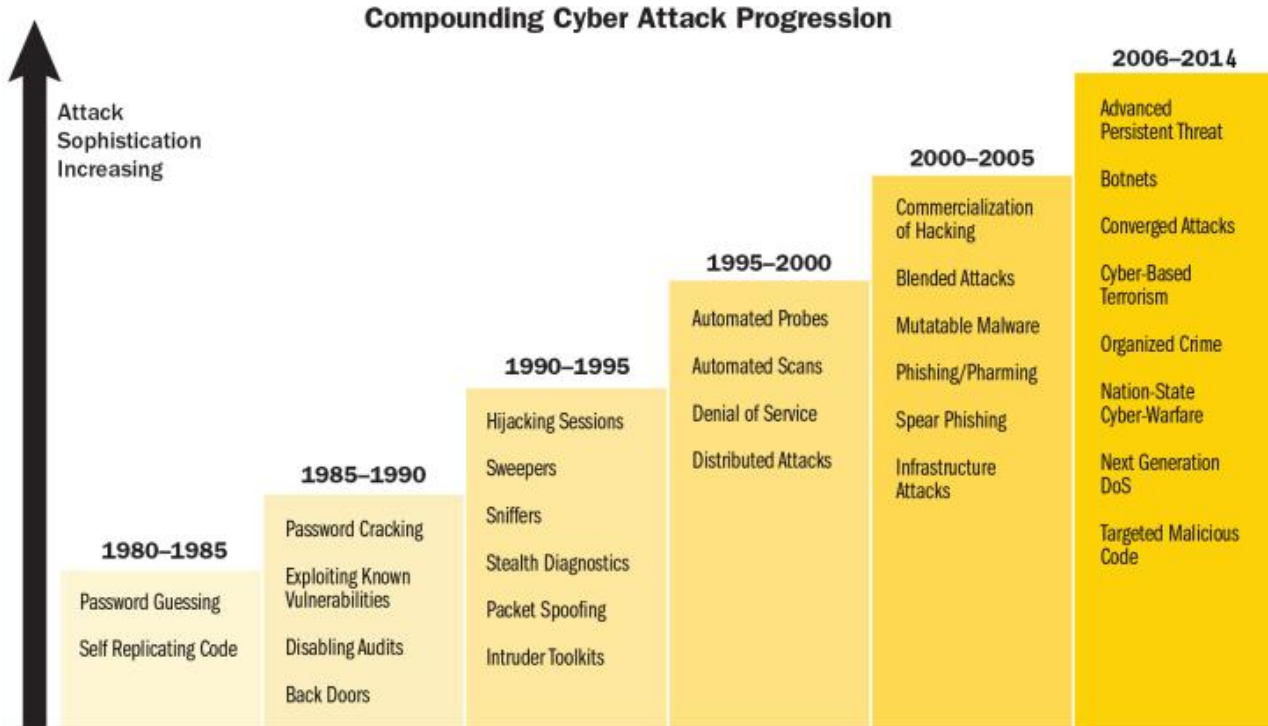 Compounding Cyber Attack Progression
Attack
Sophistication
Increasing
1980–1985
Password Guessing
Self Replicating Code
1985–1990
Password Cracking
Exploiting Known
Vulnerabilities
Disabling Audits
Back Doors
1990–1995
Hijacking Sessions
Sweepers
Sniffers
Stealth Diagnostics
Packet Spoofing
Intruder Toolkits
1995–2000
Automated Probes
Automated Scans
Denial of Service
Distributed Attacks
2000–2005
Commercialization
of Hacking
Blended Attacks
Mutatable Malware
Phishing/Pharming
Spear Phishing
Infrastructure
Attacks
2006–2014
Advanced
Persistent Threat
Botnets
Converged Attacks
Cyber-Based
Terrorism
Organized Crime
Nation-State
Cyber-Warfare
Next Generation
DoS
Targeted Malicious
Code